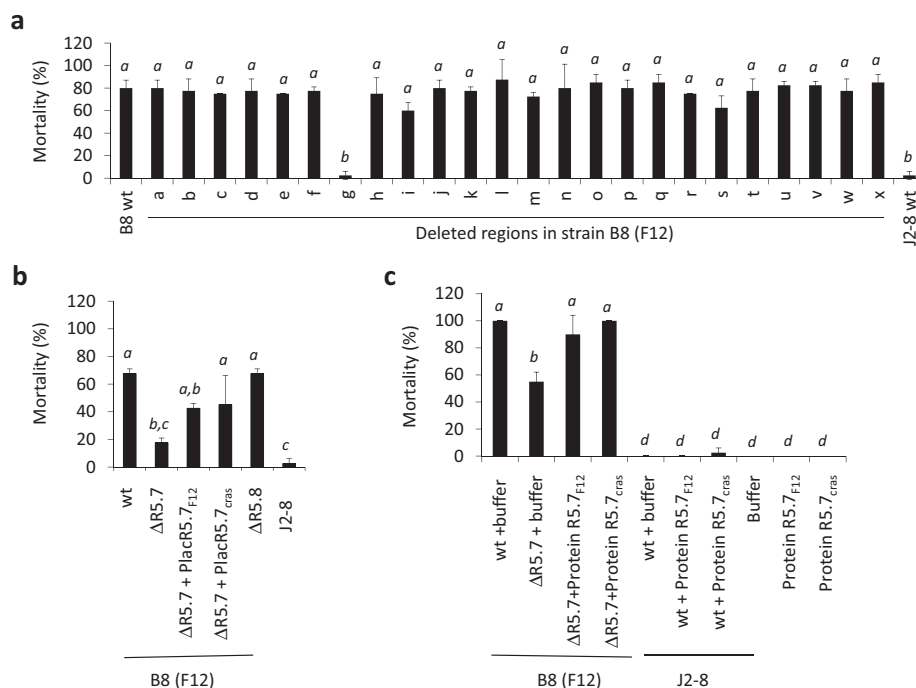 a
Mortality (%)
120
100
80
60
40
20
0
a a a a a a a b a a a a a a a a a a a a a a a a a b
B8 wt a b c d e f g h i j k l m n o p q r s t u v w x J2-8 wt
Deleted regions in strain B8 (F12)
b
Mortality (%)
120
100
80
60
40
20
0
a b,c a,b a a c
wt
ΔR5.7
ΔR5.7 + PlacR5.7F12
ΔR5.7 + PlacR5.7cras
ΔR5.8
J2-8
B8 (F12)
c
Mortality (%)
120
100
80
60
40
20
0
a b a a d d d d d d
wt +buffer
ΔR5.7 + buffer
ΔR5.7+Protein R5.7F12
ΔR5.7+Protein R5.7cras
wt + buffer
wt + Protein R5.7F12
wt + Protein R5.7cras
Buffer
Protein R5.7F12
Protein R5.7cras
B8 (F12)
J2-8